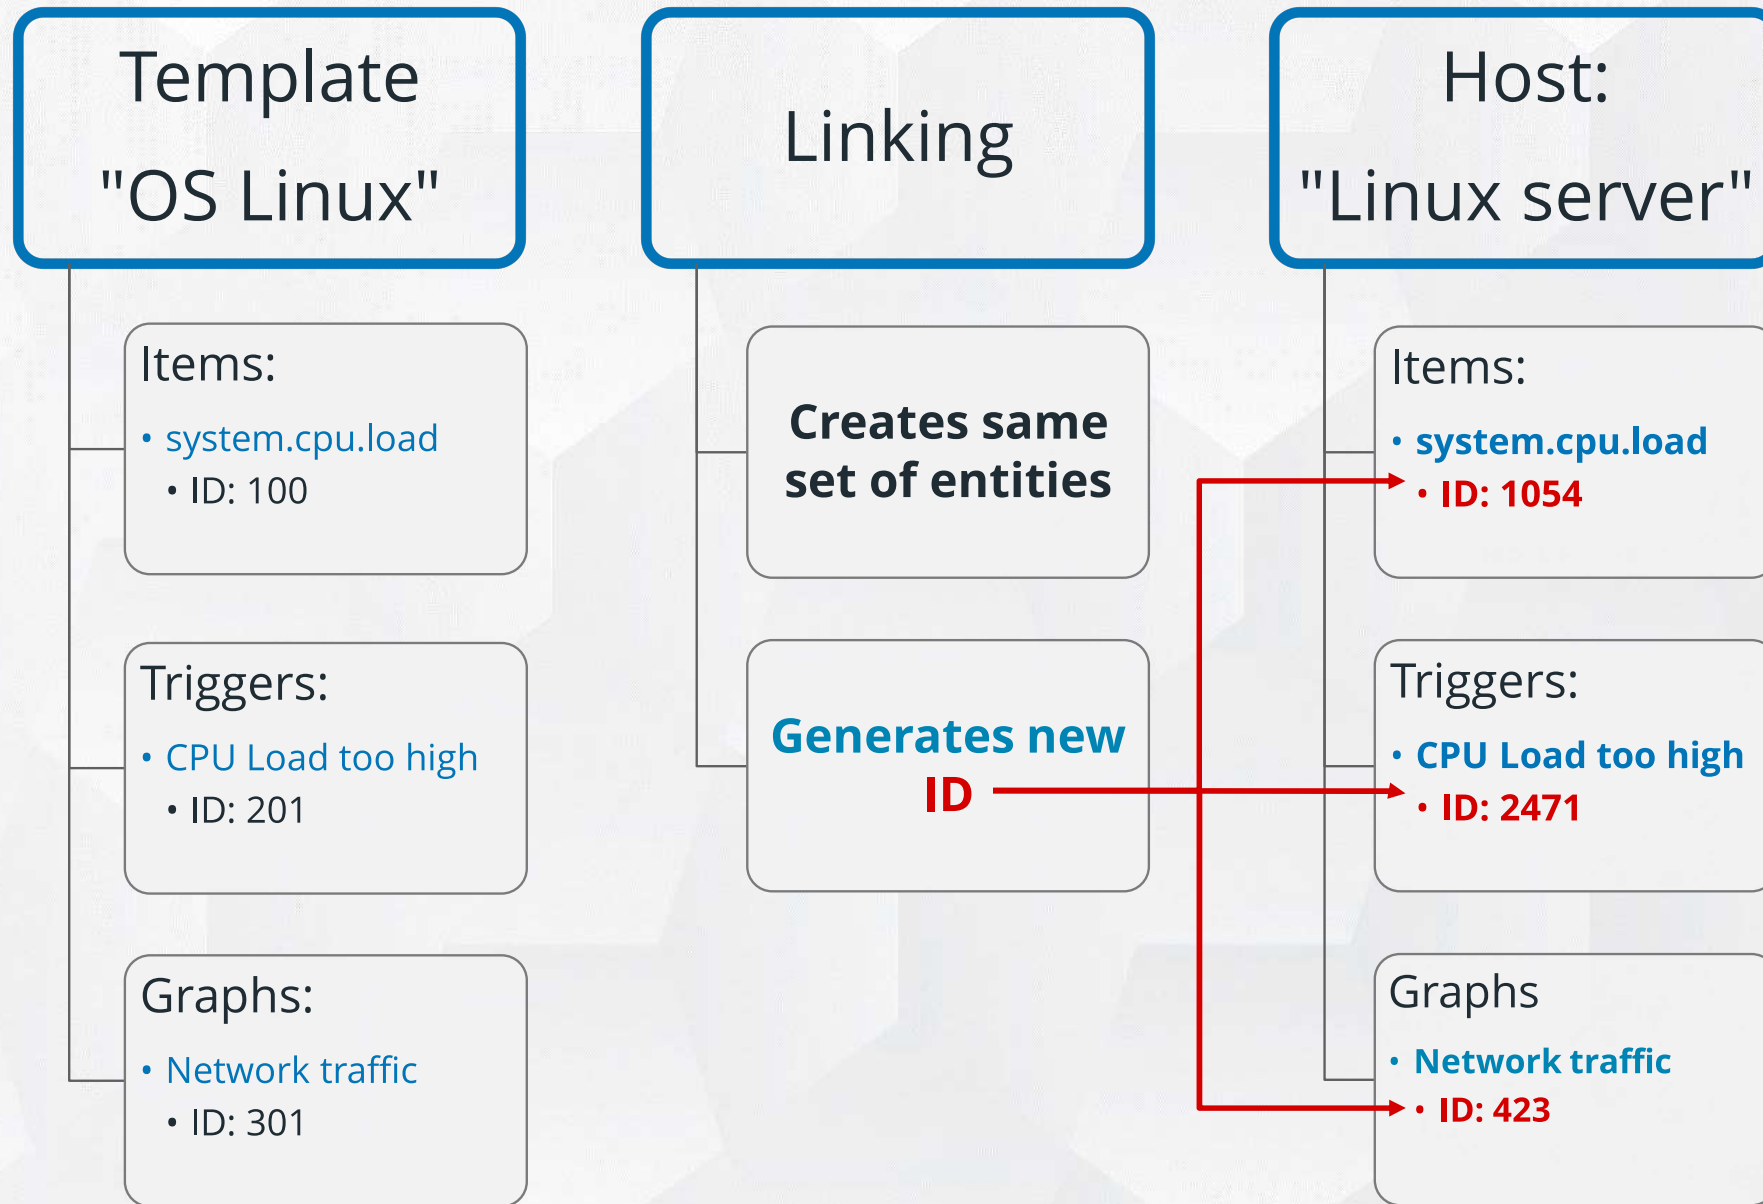 Template
"OS Linux"
Items:
• system.cpu.load
• ID: 100
Triggers:
• CPU Load too high
• ID: 201
Graphs:
• Network traffic
• ID: 301
Linking
Creates same
set of entities
Generates new
ID
Host:
"Linux server"
Items:
• system.cpu.load
• ID: 1054
Triggers:
• CPU Load too high
• ID: 2471
Graphs
• Network traffic
• ID: 423